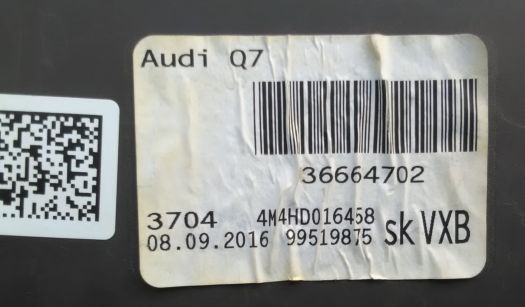 Audi Q7
36664702
3704 4M4HD016458
08.09.2016 99519875 sk VXB